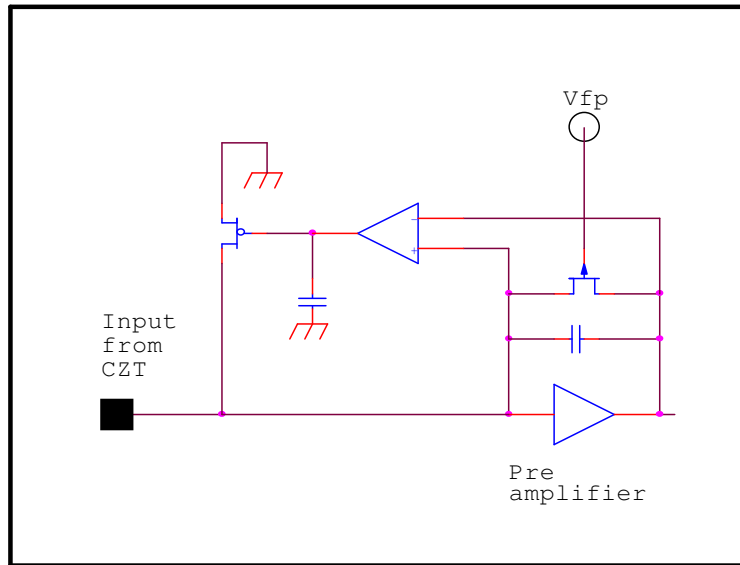 Vfp
−
+
Input
from
CZT
Pre
amplifier